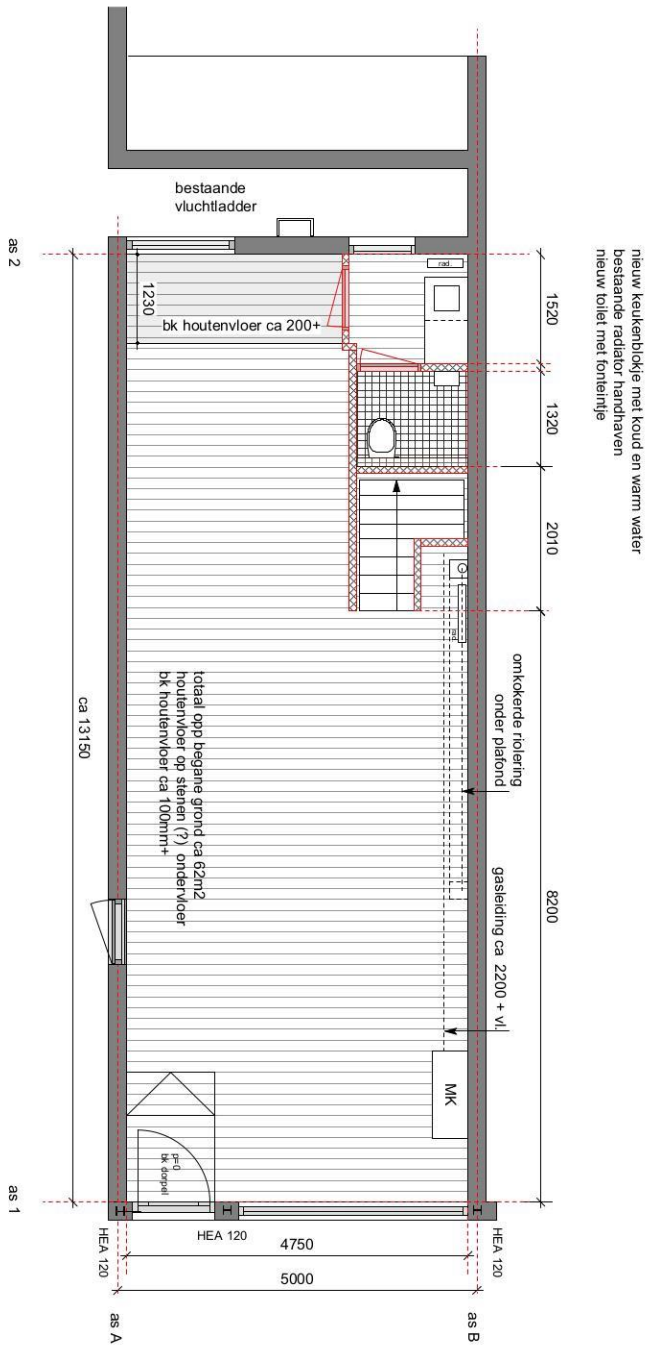 nieuw keukenblokje met koud en warm water
bestaande radiator handhaven
nieuw toilet met fonteintje
bestaande
vluchtladder
as 2
1230
bk houtenvloer ca 200+
rad.
1520
1320
2010
8200
rad.
omkokerde riolering
onder plafond
gasleiding ca 2200 + vl.
totaal opp begane grond ca 62m2
houtenvloer op stenen (?) ondervloer
bk houtenvloer ca 100mm+
ca 13150
MK
p=0
bk dorpel
as 1
HEA 120
HEA 120
HEA 120
4750
5000
as A
as B